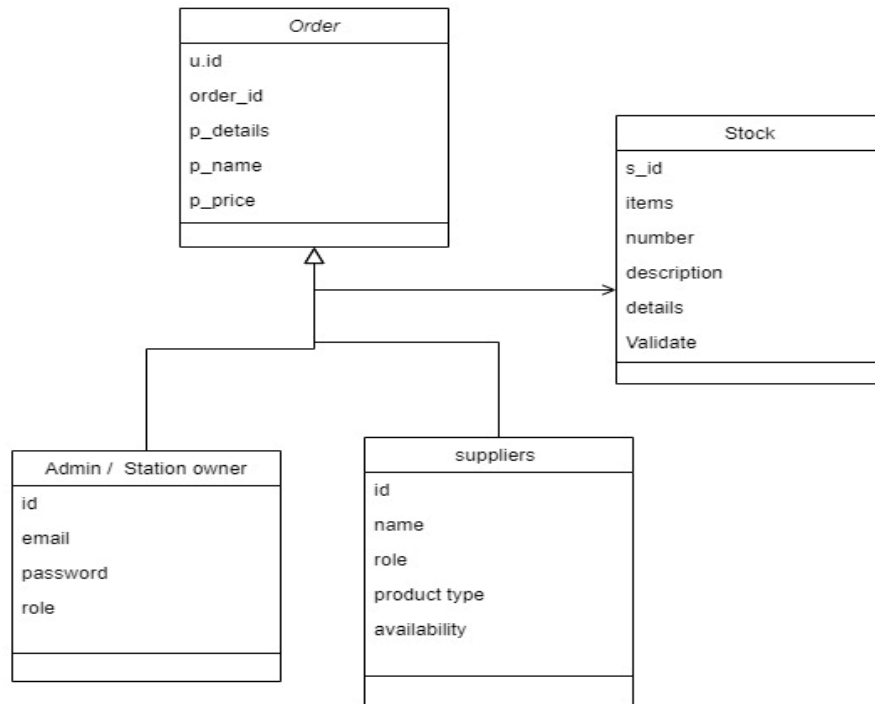 Order
u.id
order_id
p_details
p_name
p_price
Stock
s_id
items
number
description
details
Validate
Admin / Station owner
id
email
password
role
suppliers
id
name
role
product type
availability